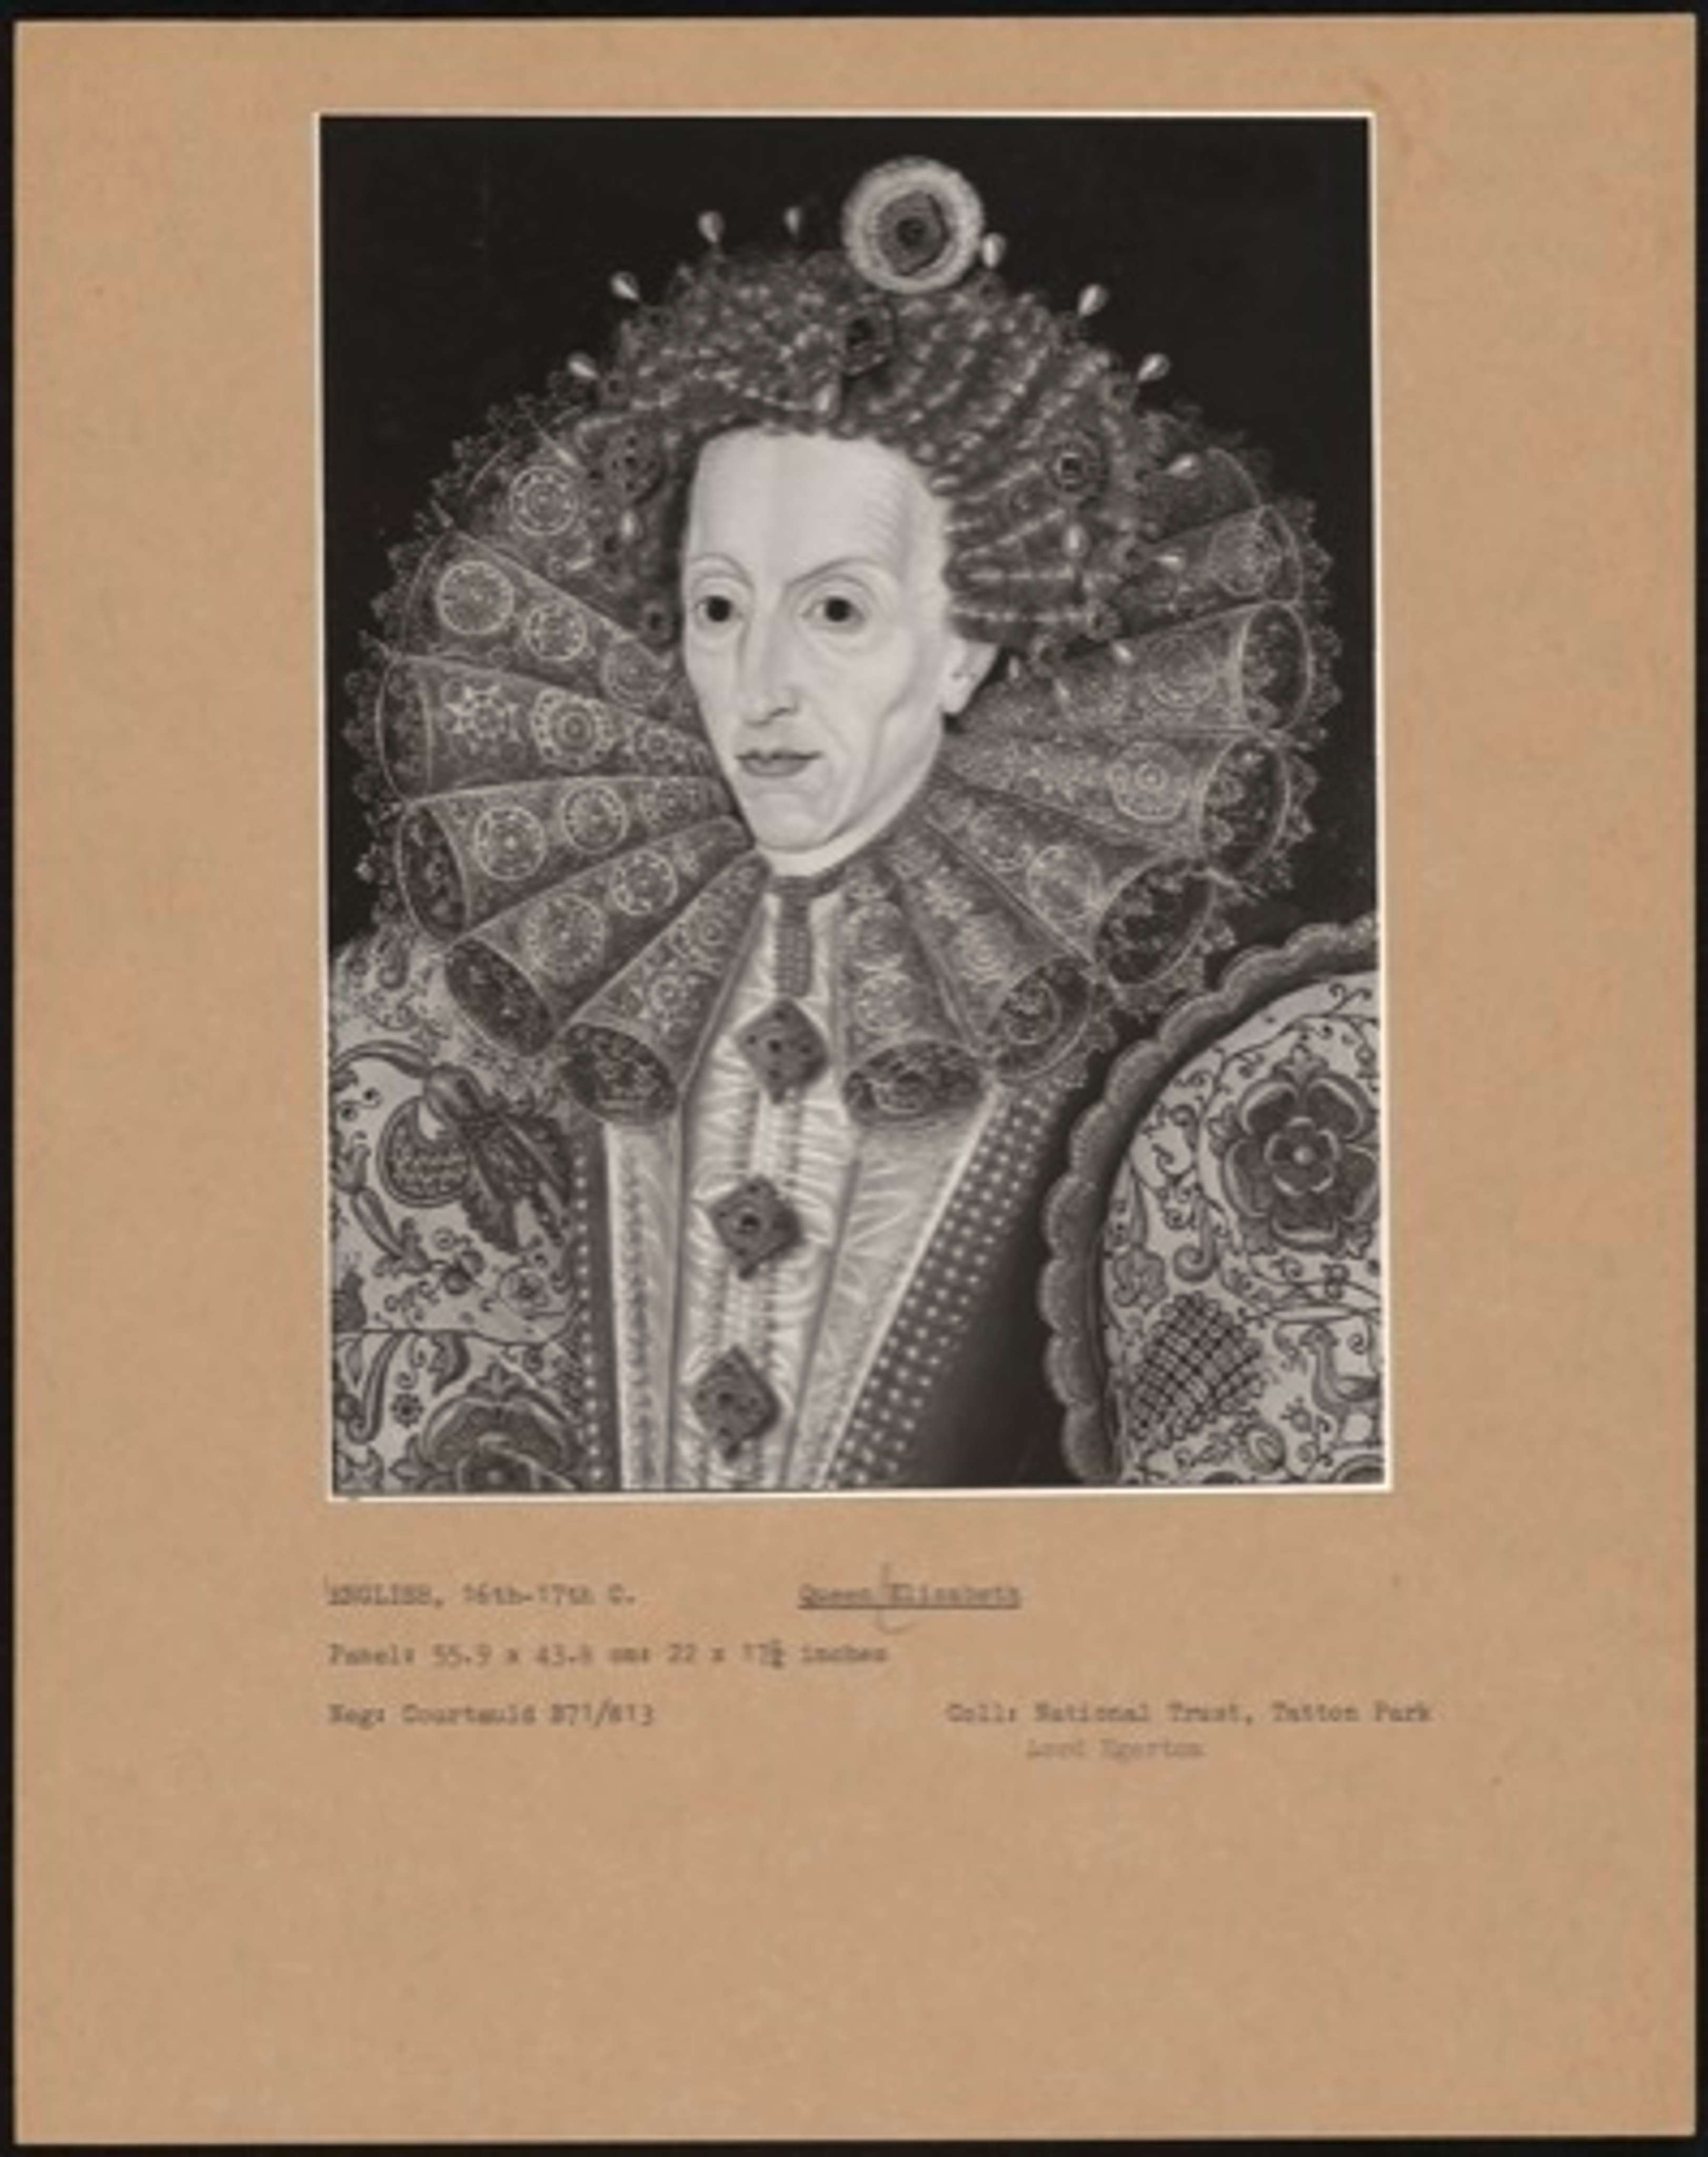 ENGLISH, 16th-17th C. Queen Elizabeth
Panel: 55.9 x 43.8 cm: 22 x 17¼ inches
Neg: Courtauld B71/813 Coll: National Trust, Tatton Park
Lord Egerton